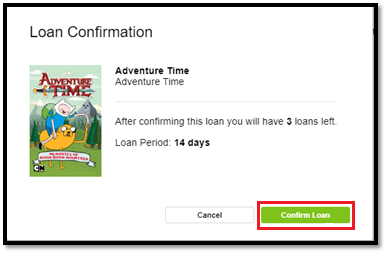 Loan Confirmation
ADVENTURE
TIME
Adventure Time
Adventure Time
After confirming this loan you will have 3 loans left.
Loan Period: 14 days
CN
Cancel
Confirm Loan